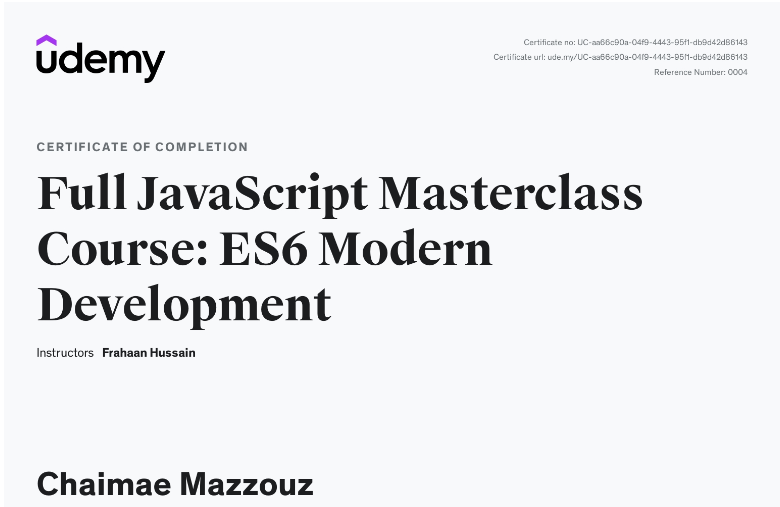 udemy
Certificate no: UC-aa66c90a-04f9-4443-95f1-db9d42d86143
Certificate url: ude.my/UC-aa66c90a-04f9-4443-95f1-db9d42d86143
Reference Number: 0004
CERTIFICATE OF COMPLETION
Full JavaScript Masterclass
Course: ES6 Modern
Development
Instructors Frahaan Hussain
Chaimae Mazzouz